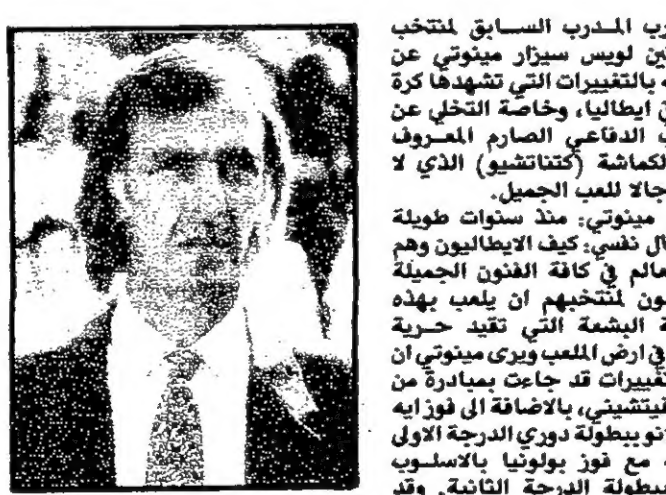 رب المدرب السابق لمنتخب
ين لويس سيزار مينوتي عن
ه بالتغييرات التي تشهدها كرة
ي ايطاليا، وخاصة التخلي عن
ب الدفاعي الصارم المعروف
لكماشة (كتناتشيو) الذي لا
جالا للعب الجميل.
مينوتي: منذ سنوات طويلة
ال نفسي: كيف الايطاليون وهم
عالم في كافة الفنون الجميلة
ون لمنتخبهم ان يلعب بهذه
ة البشعة التي تقيد حرية
في ارض الملعب ويرى مينوتي ان
تغييرات قد جاءت بمبادرة من
فيتشيني، بالاضافة الى فوز ايه
لانو ببطولة دوري الدرجة الاولى
مع فوز بولونيا بالاسلوب
ببطولة الدرجة الثانية. وقد